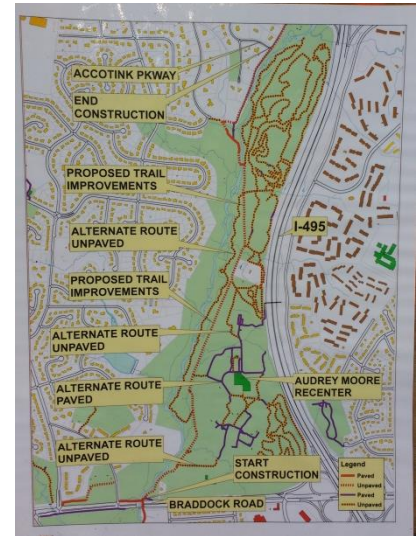 ACCOTINK PKWAY
END
CONSTRUCTION
PROPOSED TRAIL
IMPROVEMENTS
ALTERNATE ROUTE
UNPAVED
I-495
PROPOSED TRAIL
IMPROVEMENTS
ALTERNATE ROUTE
UNPAVED
ALTERNATE ROUTE
PAVED
AUDREY MOORE
RECENTER
ALTERNATE ROUTE
UNPAVED
START
CONSTRUCTION
BRADDOCK ROAD
Legend
Paved
Unpaved
Paved
Unpaved